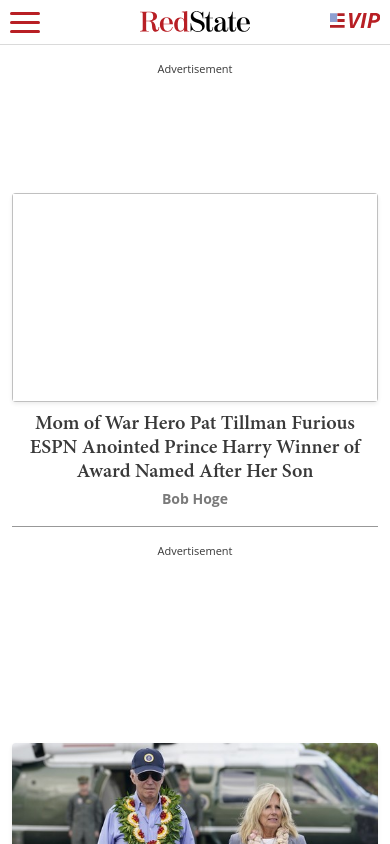 RedState
VIP
Advertisement
Mom of War Hero Pat Tillman Furious
ESPN Anointed Prince Harry Winner of
Award Named After Her Son
Bob Hoge
Advertisement